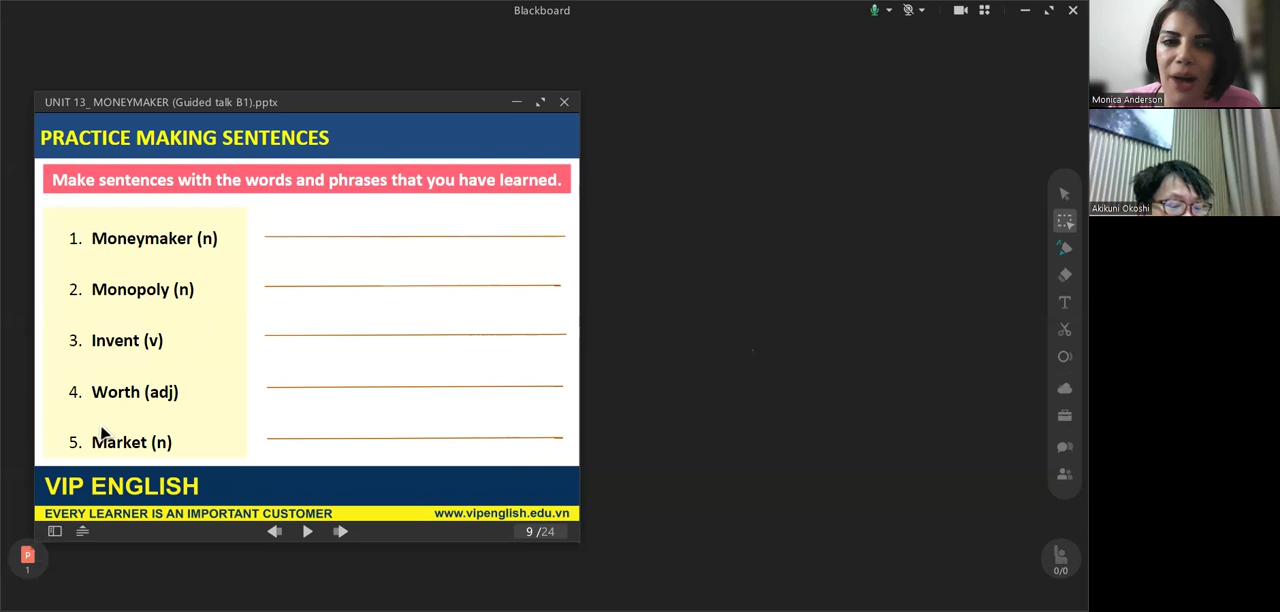 Blackboard
Monica Anderson
Akikuni Okoshi
UNIT 13_ MONEYMAKER (Guided talk B1).pptx
PRACTICE MAKING SENTENCES
Make sentences with the words and phrases that you have learned.
1. Moneymaker (n)
2. Monopoly (n)
3. Invent (v)
4. Worth (adj)
5. Market (n)
VIP ENGLISH
EVERY LEARNER IS AN IMPORTANT CUSTOMER www.vipenglish.edu.vn
9 /24
P
1
T
0/0